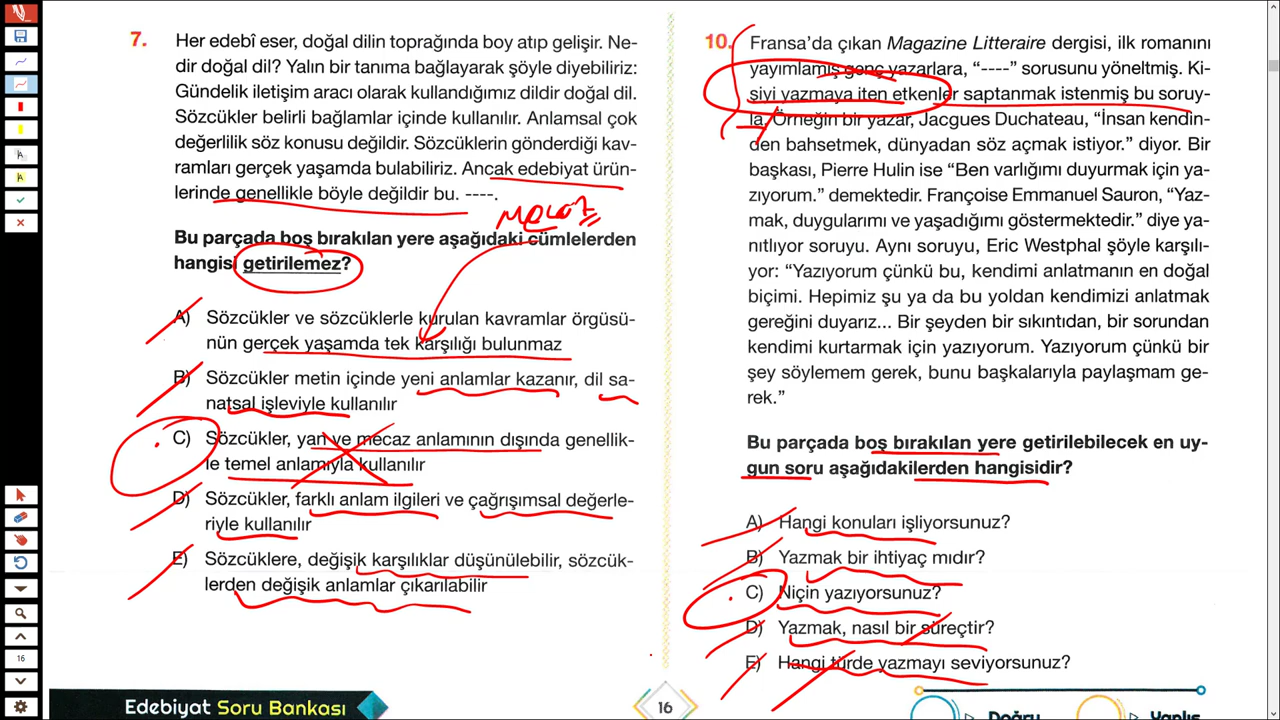 7. Her edebî eser, doğal dilin toprağında boy atıp gelişir. Ne-
dir doğal dil? Yalın bir tanıma bağlayarak şöyle diyebiliriz:
Gündelik iletişim aracı olarak kullandığımız dildir doğal dil.
Sözcükler belirli bağlamlar içinde kullanılır. Anlamsal çok
değerlilik söz konusu değildir. Sözcüklerin gönderdiği kav-
ramları gerçek yaşamda bulabiliriz. Ancak edebiyat ürün-
lerinde genellikle böyle değildir bu. ----.
Mecaz
Bu parçada boş bırakılan yere aşağıdaki cümlelerden
hangisi getirilemez?
A) Sözcükler ve sözcüklerle kurulan kavramlar örgüsü-
nün gerçek yaşamda tek karşılığı bulunmaz
B) Sözcükler metin içinde yeni anlamlar kazanır, dil sa-
natsal işleviyle kullanılır
C) Sözcükler, yan ve mecaz anlamının dışında genellik-
le temel anlamıyla kullanılır
D) Sözcükler, farklı anlam ilgileri ve çağrışımsal değerle-
riyle kullanılır
E) Sözcüklere, değişik karşılıklar düşünülebilir, sözcük-
lerden değişik anlamlar çıkarılabilir
10. Fransa'da çıkan Magazine Litteraire dergisi, ilk romanını
yayımlamış genç yazarlara, “----” sorusunu yöneltmiş. Ki-
şiyi yazmaya iten etkenler saptanmak istenmiş bu soruy-
la. Örneğin bir yazar, Jacques Duchateau, “İnsan kendin-
den bahsetmek, dünyadan söz açmak istiyor.” diyor. Bir
başkası, Pierre Hulin ise “Ben varlığımı duyurmak için ya-
zıyorum.” demektedir. Françoise Emmanuel Sauron, “Yaz-
mak, duygularımı ve yaşadığımı göstermektedir.” diye ya-
nıtlıyor soruyu. Aynı soruyu, Eric Westphal şöyle karşılı-
yor: “Yazıyorum çünkü bu, kendimi anlatmanın en doğal
biçimi. Hepimiz şu ya da bu yoldan kendimizi anlatmak
gereğini duyarız... Bir şeyden bir sıkıntıdan, bir sorundan
kendimi kurtarmak için yazıyorum. Yazıyorum çünkü bir
şey söylemem gerek, bunu başkalarıyla paylaşmam ge-
rek.”
Bu parçada boş bırakılan yere getirilebilecek en uy-
gun soru aşağıdakilerden hangisidir?
A) Hangi konuları işliyorsunuz?
B) Yazmak bir ihtiyaç mıdır?
C) Niçin yazıyorsunuz?
D) Yazmak, nasıl bir süreçtir?
E) Hangi türde yazmayı seviyorsunuz?
16
Edebiyat Soru Bankası
16
Doğru
Yanlış